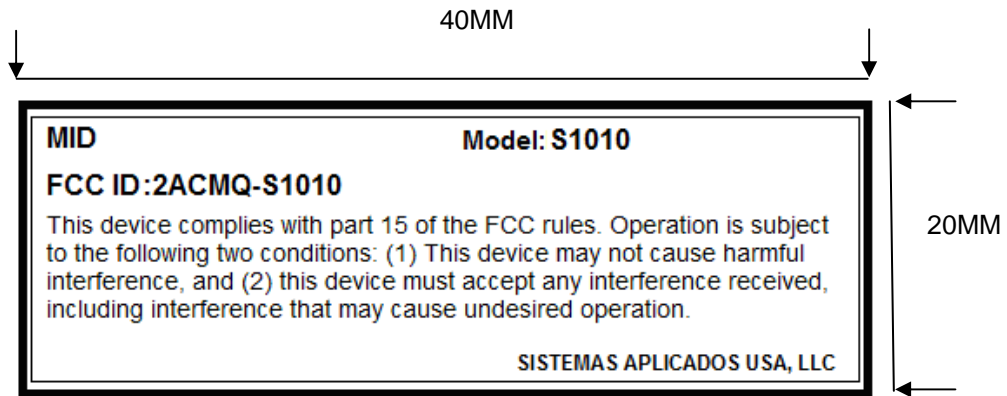 40MM
MID Model: S1010
FCC ID:2ACMQ-S1010
This device complies with part 15 of the FCC rules. Operation is subject
to the following two conditions: (1) This device may not cause harmful
interference, and (2) this device must accept any interference received,
including interference that may cause undesired operation.
SISTEMAS APLICADOS USA, LLC
20MM